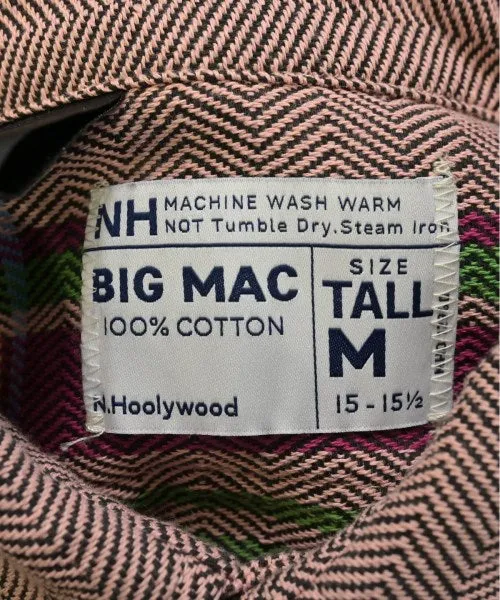 NH MACHINE WASH WARM
NOT Tumble Dry.Steam Iron
BIG MAC
100% COTTON
N.Hoolywood
SIZE
TALL
M
15-15½